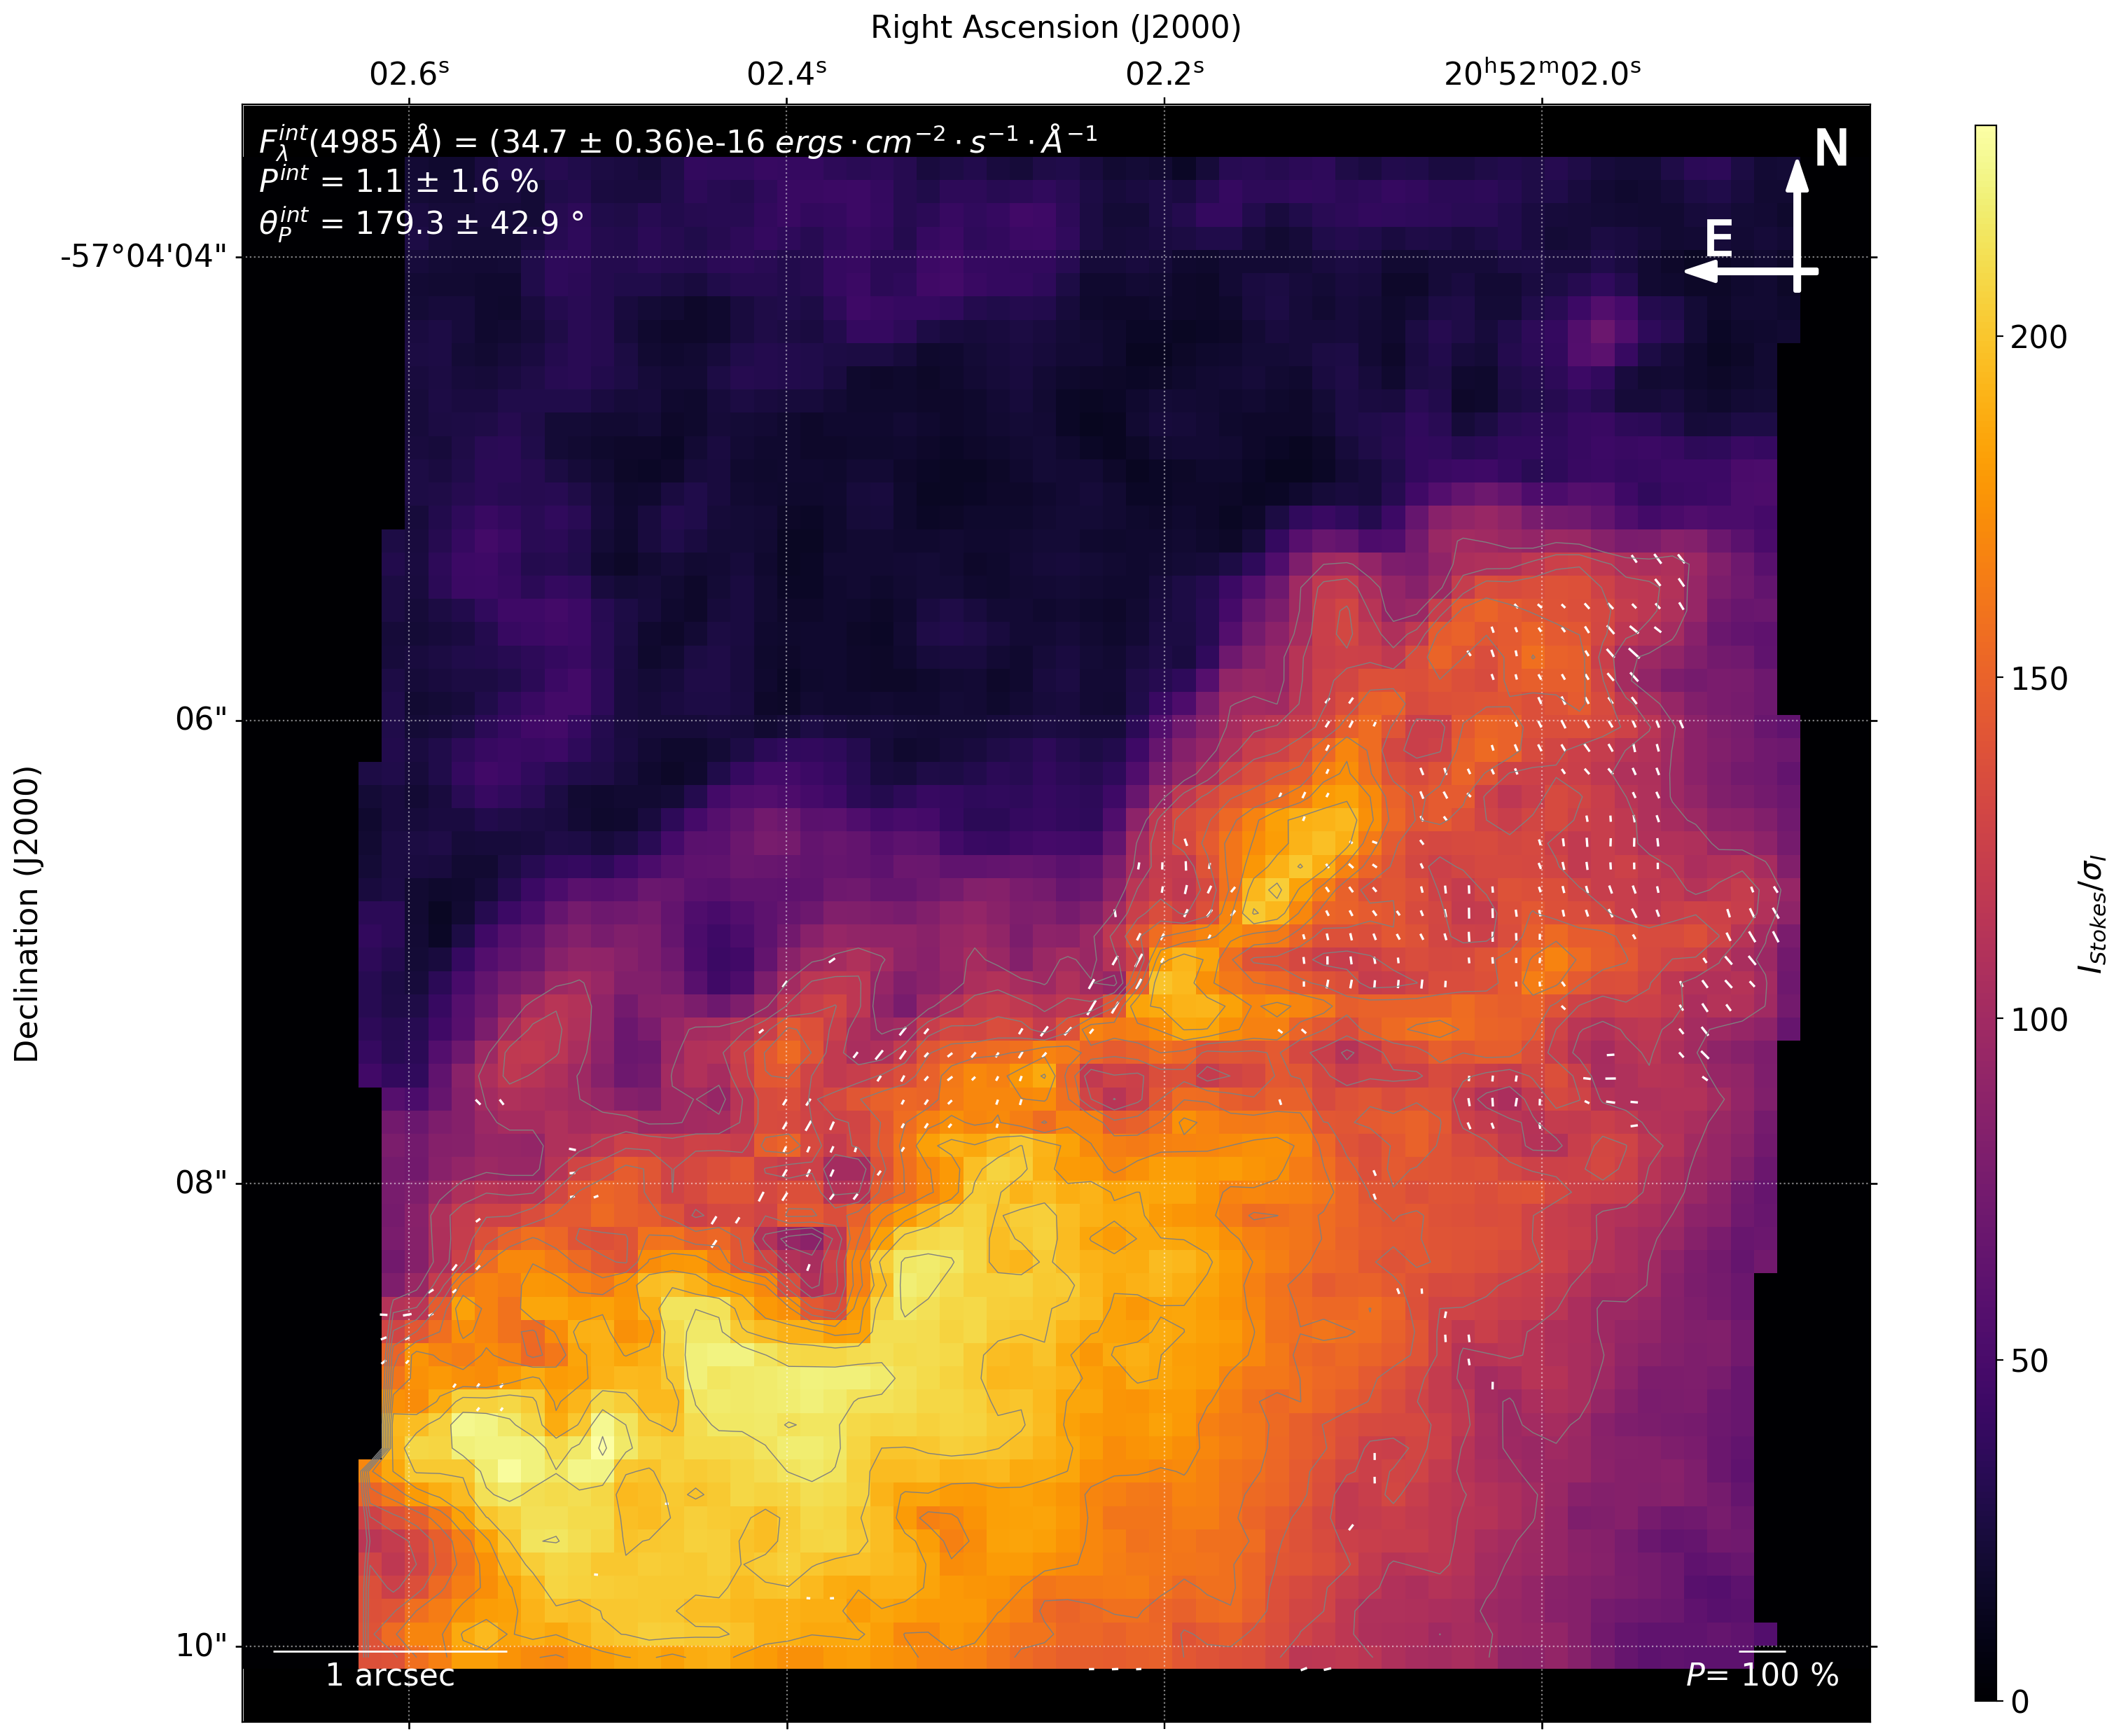 Right Ascension (J2000)
02.6ˢ 02.4ˢ 02.2ˢ 20ʰ52ᵐ02.0ˢ
F_λ^int(4985 Å) = (34.7 ± 0.36)e-16 ergs · cm⁻² · s⁻¹ · Å⁻¹
P^int = 1.1 ± 1.6 %
θ_P^int = 179.3 ± 42.9 °
N
E
-57°04'04"
06"
08"
10"
Declination (J2000)
1 arcsec
P= 100 %
200
150
100
50
0
I_Stokes/σ_I